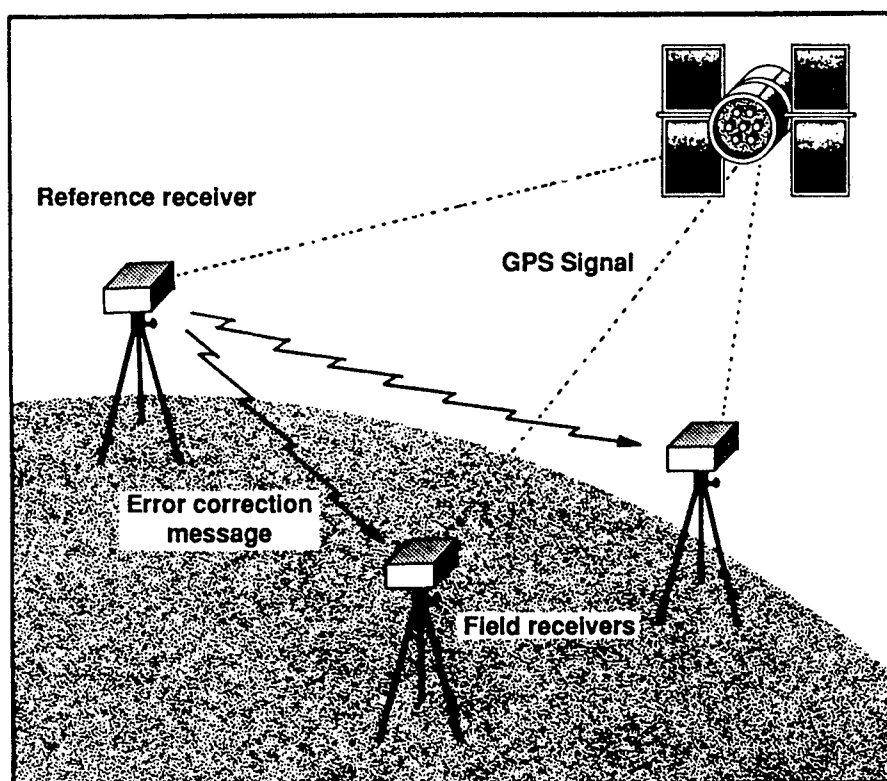 Reference receiver
GPS Signal
Error correction
message
Field receivers